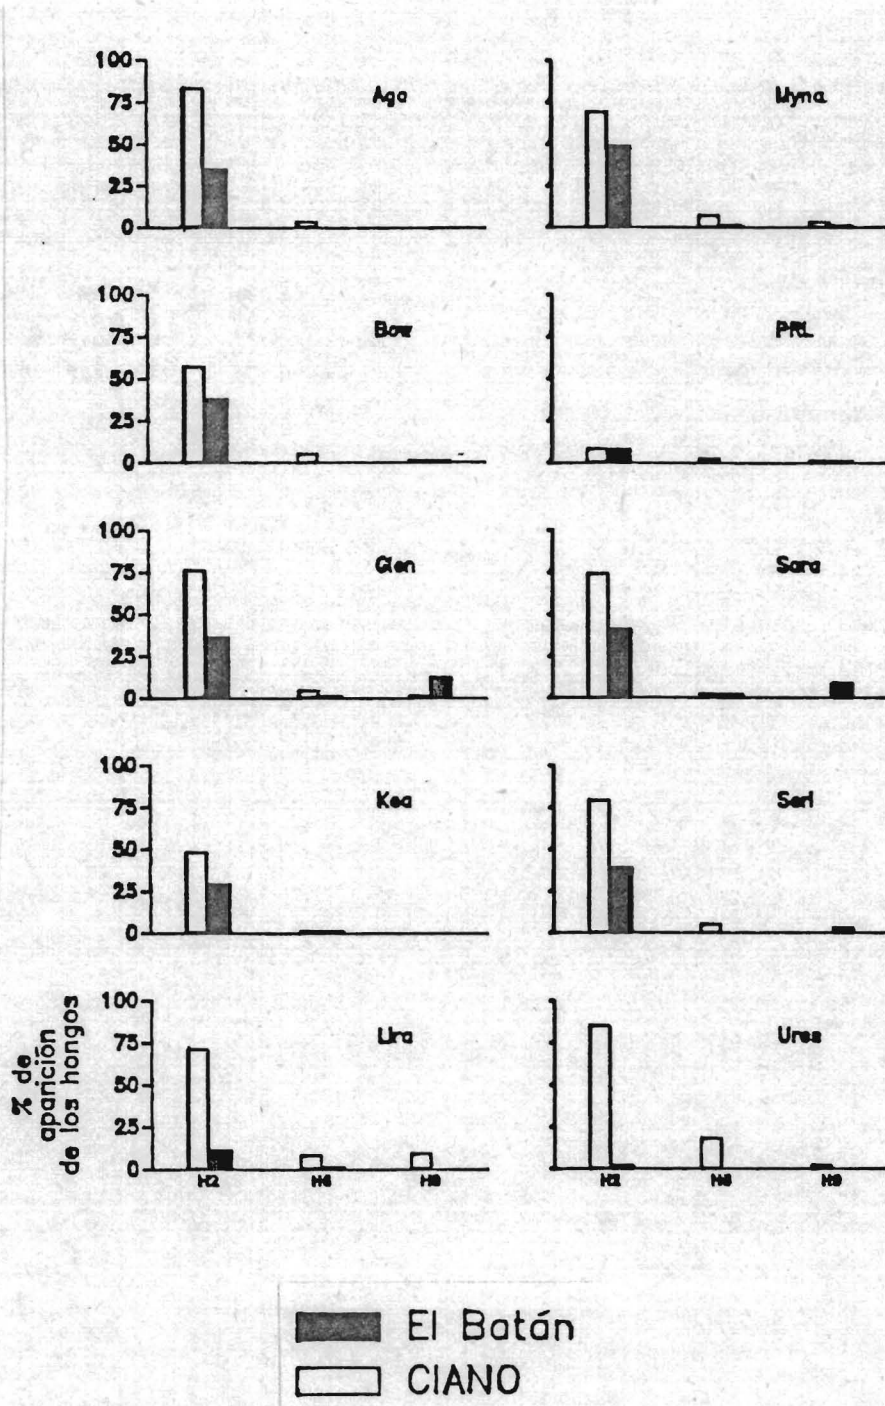 100
75
50
25
0
Aga
Myna
100
75
50
25
0
Bow
PRL
100
75
50
25
0
Glen
Sara
100
75
50
25
0
Kea
Seri
100
75
50
25
0
Lira
Ures
% de
aparición
de los hongos
H2 H6 H9
H2 H6 H9
El Batán
CIANO